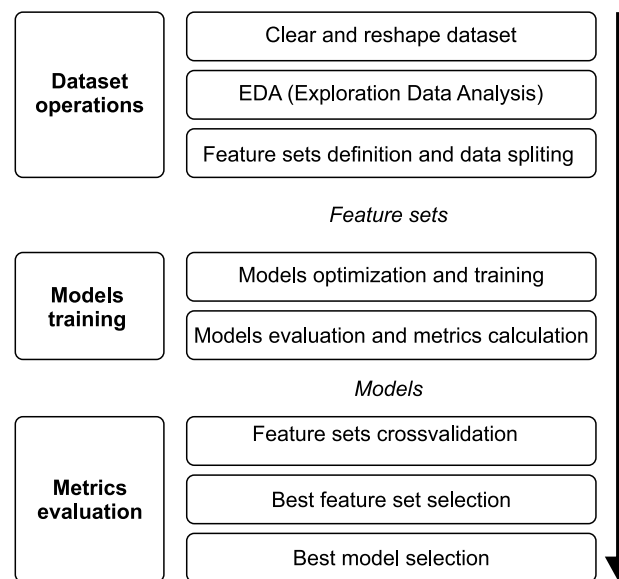 Dataset
operations
Clear and reshape dataset
EDA (Exploration Data Analysis)
Feature sets definition and data spliting
Feature sets
Models
training
Models optimization and training
Models evaluation and metrics calculation
Models
Metrics
evaluation
Feature sets crossvalidation
Best feature set selection
Best model selection